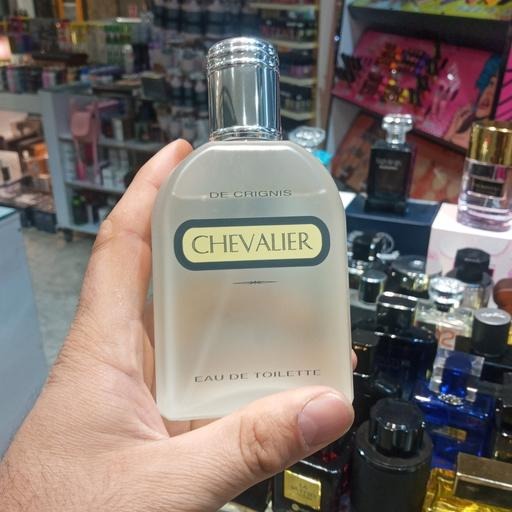 DE CRIGNIS
CHEVALIER
EAU DE TOILETTE